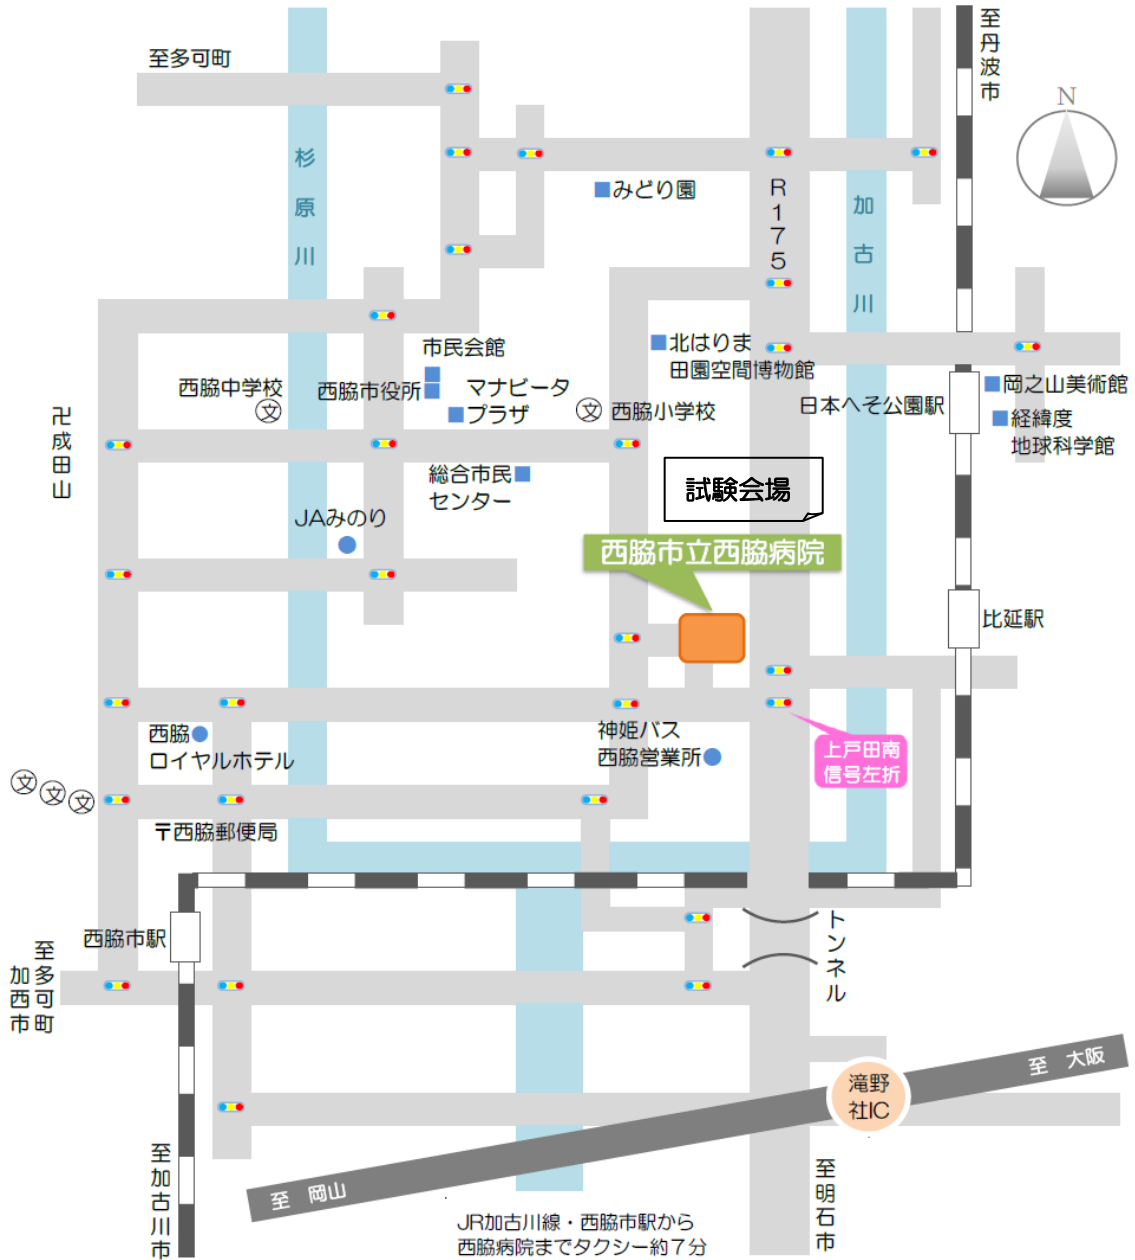 至丹波市
至多可町
N
杉原川
R175
加古川
みどり園
北はりま
田園空間博物館
市民会館
西脇中学校
西脇市役所
マナビータ
プラザ
文
文
西脇小学校
日本へそ公園駅
岡之山美術館
経緯度
地球科学館
卍成田山
総合市民
センター
試験会場
JAみのり
西脇市立西脇病院
比延駅
西脇
ロイヤルホテル
神姫バス
西脇営業所
上戸田南
信号左折
文
文
文
〒西脇郵便局
西脇市駅
トンネル
至多可町
加西市
至 大阪
滝野
社IC
至加古川市
至 岡山
至明石市
JR加古川線・西脇市駅から
西脇病院までタクシー約7分